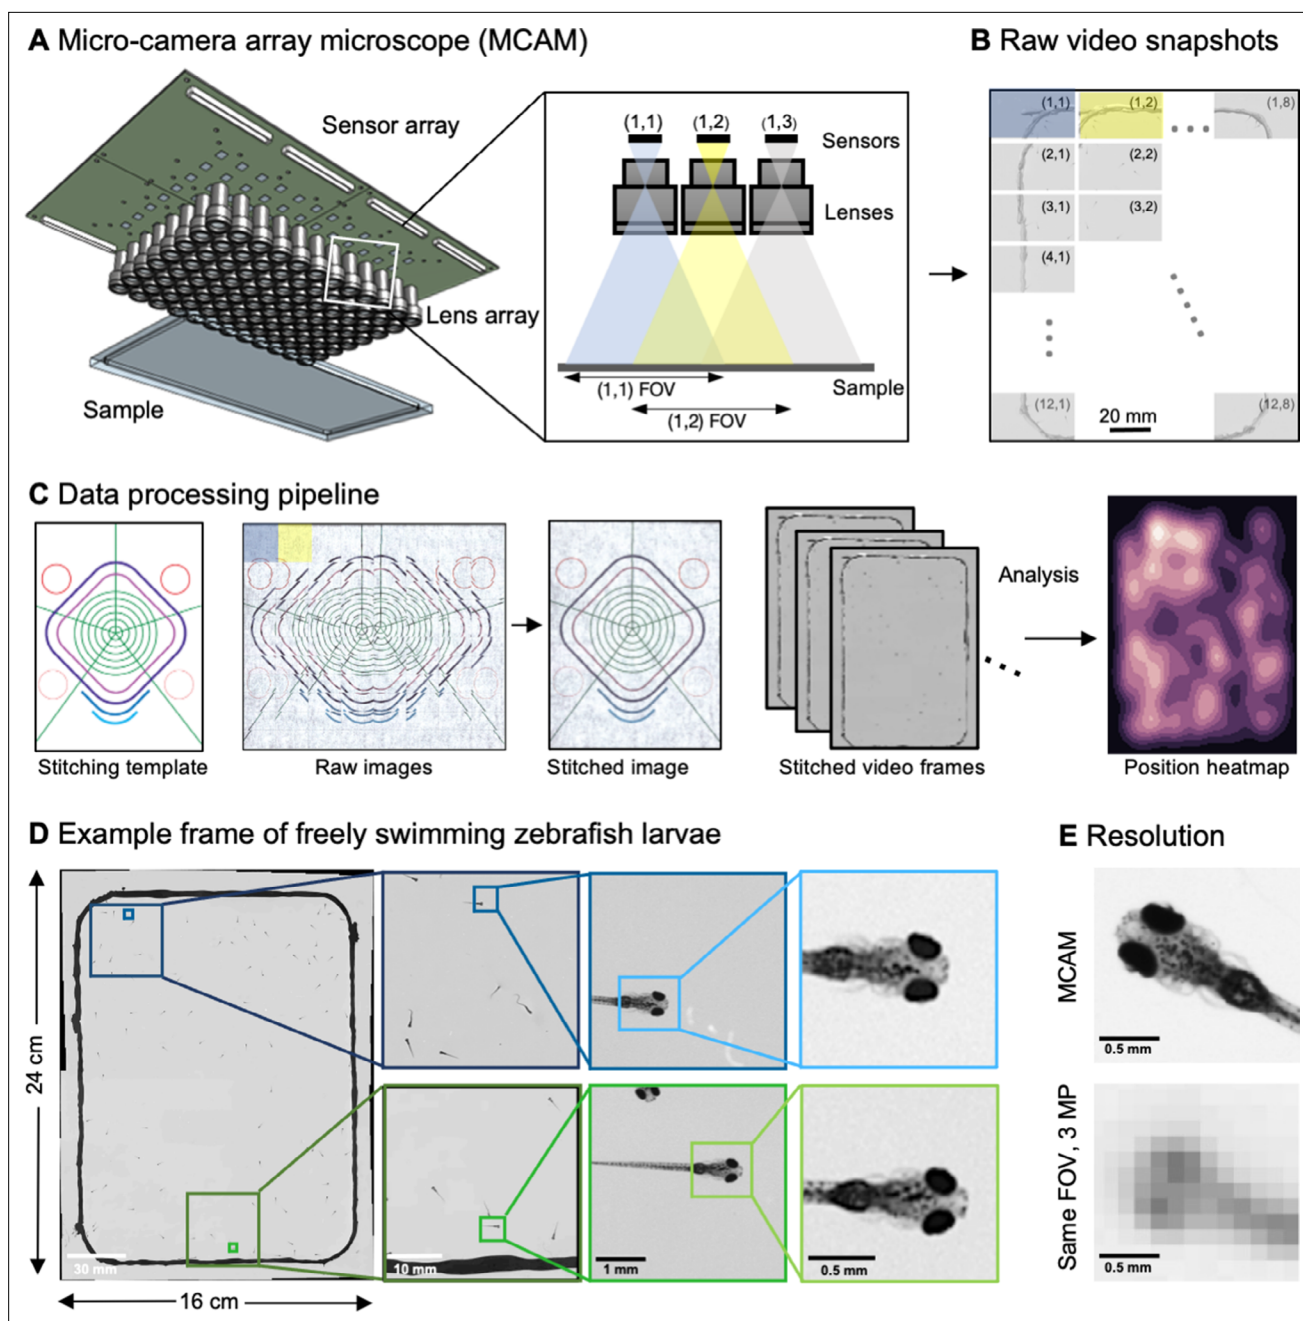 A Micro-camera array microscope (MCAM)
B Raw video snapshots
Sensor array
Lens array
Sample
(1,1) (1,2) (1,3)
Sensors
Lenses
Sample
(1,1) FOV
(1,2) FOV
(1,1) (1,2) (1,8)
(2,1) (2,2)
(3,1) (3,2)
(4,1)
(12,1) (12,8)
20 mm
C Data processing pipeline
Analysis
Stitching template
Raw images
Stitched image
Stitched video frames
Position heatmap
D Example frame of freely swimming zebrafish larvae
24 cm
16 cm
30 mm
10 mm
1 mm
0.5 mm
E Resolution
MCAM
0.5 mm
Same FOV, 3 MP
0.5 mm